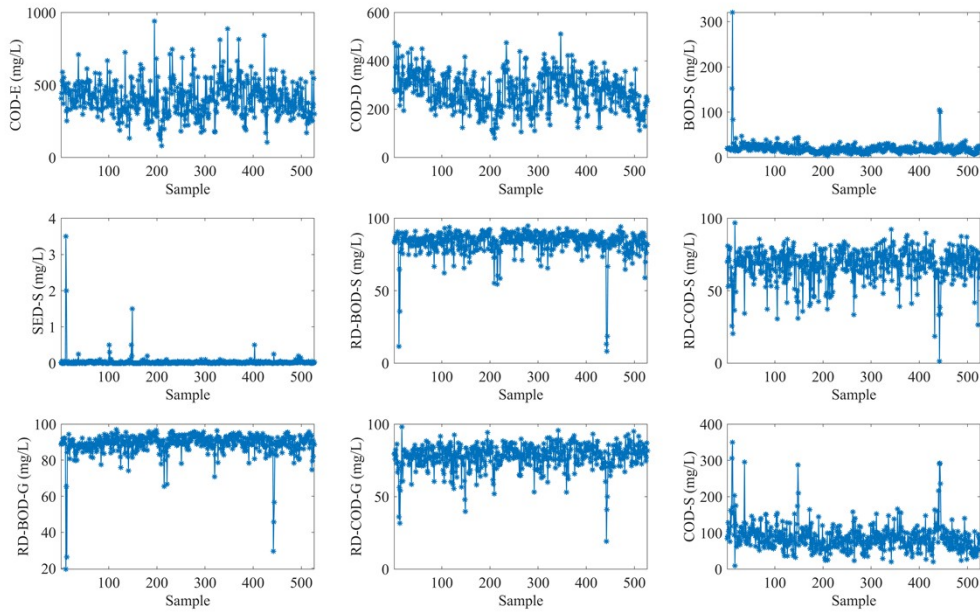 COD-E (mg/L)
1000
500
0
100 200 300 400 500
Sample
COD-D (mg/L)
600
400
200
0
100 200 300 400 500
Sample
BOD-S (mg/L)
300
200
100
0
100 200 300 400 500
Sample
SED-S (mg/L)
4
3
2
1
0
100 200 300 400 500
Sample
RD-BOD-S (mg/L)
100
50
0
100 200 300 400 500
Sample
RD-COD-S (mg/L)
100
50
0
100 200 300 400 500
Sample
RD-BOD-G (mg/L)
100
80
60
40
20
100 200 300 400 500
Sample
RD-COD-G (mg/L)
100
50
0
100 200 300 400 500
Sample
COD-S (mg/L)
400
300
200
100
0
100 200 300 400 500
Sample